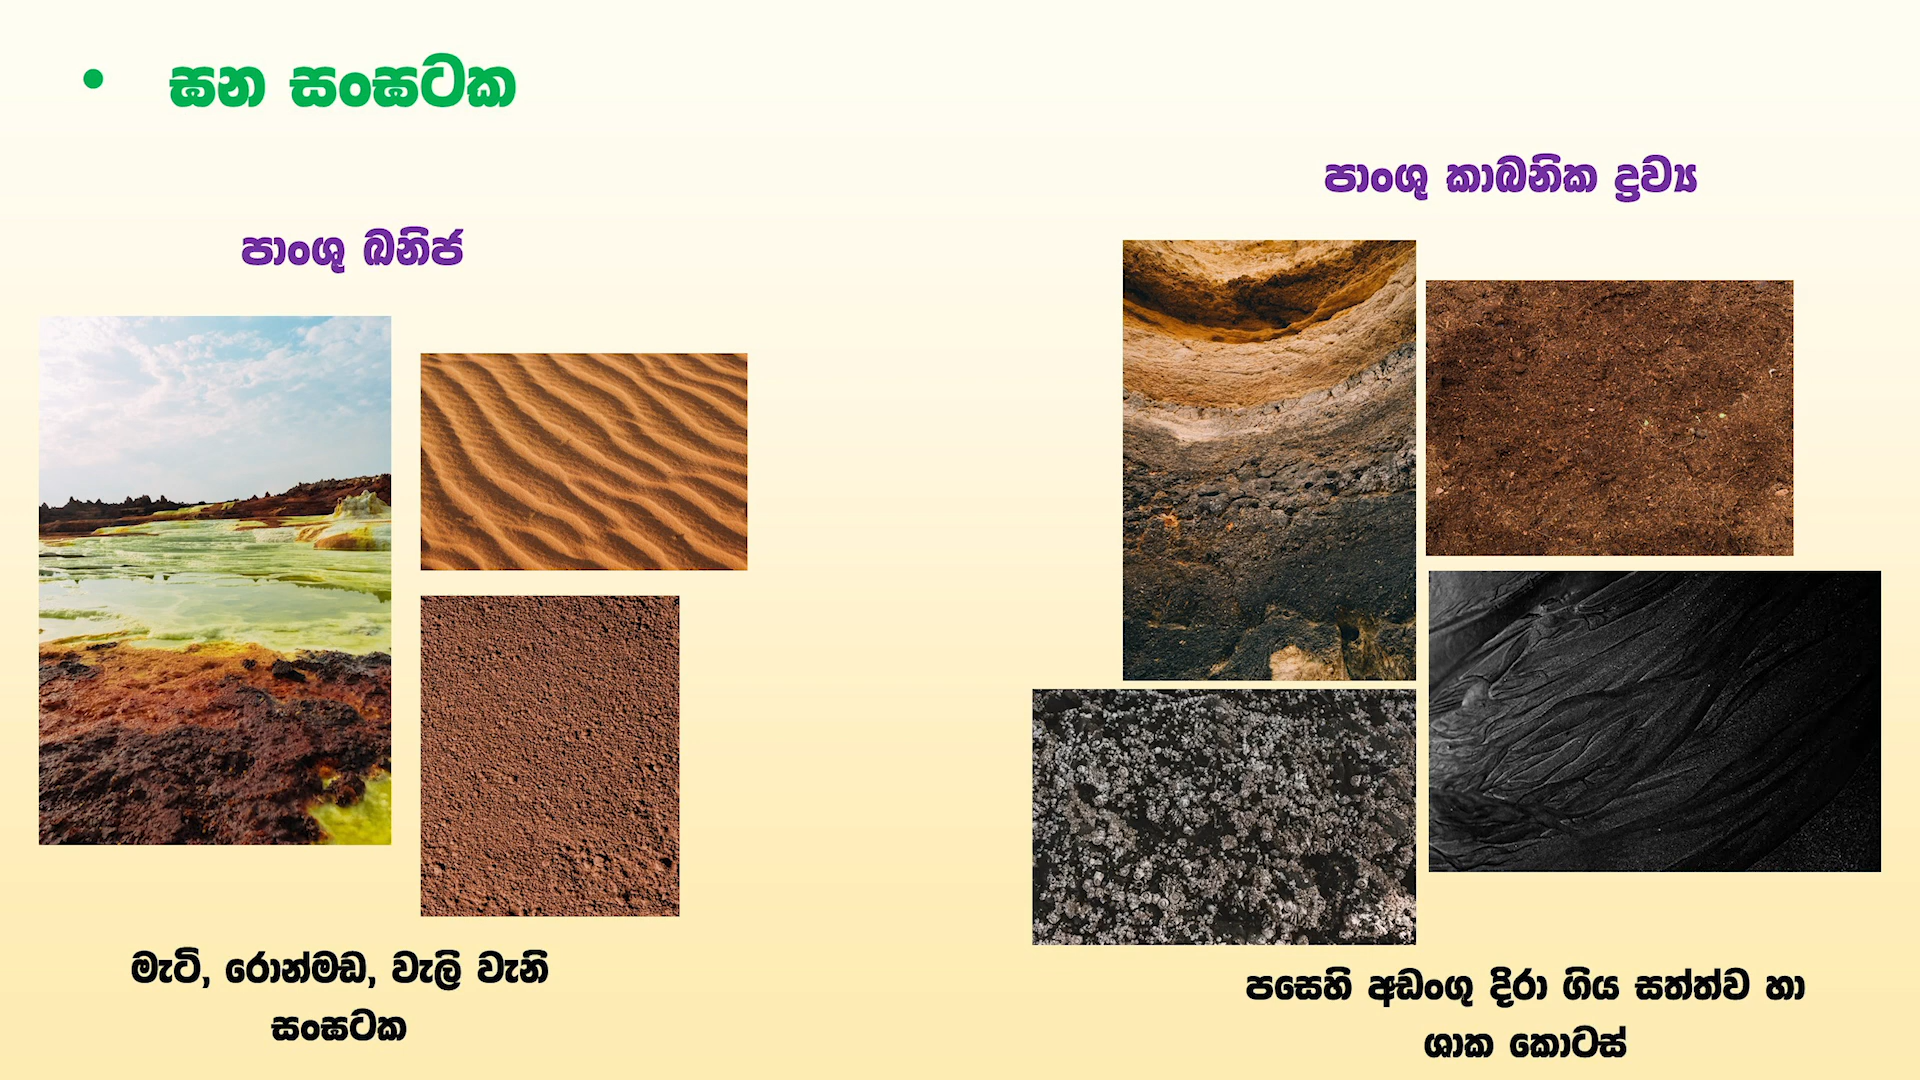 • ඝන සංඝටක
පාංශු ඛනිජ
මැටි, රොන්මඩ, වැලි වැනි
සංඝටක
පාංශු කාබනික ද්‍රව්‍ය
පසෙහි අඩංගු දිරා ගිය සත්ත්ව හා
ශාක කොටස්